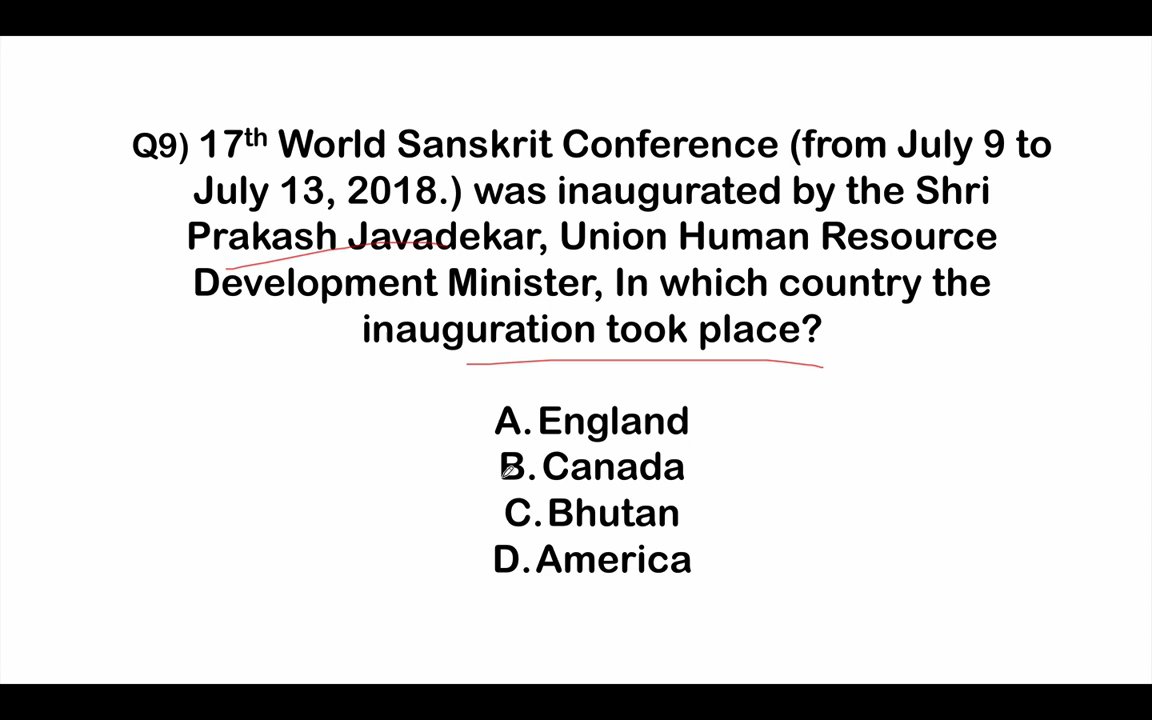 Q9) 17th World Sanskrit Conference (from July 9 to
July 13, 2018.) was inaugurated by the Shri
Prakash Javadekar, Union Human Resource
Development Minister, In which country the
inauguration took place?
A. England
B. Canada
C. Bhutan
D. America